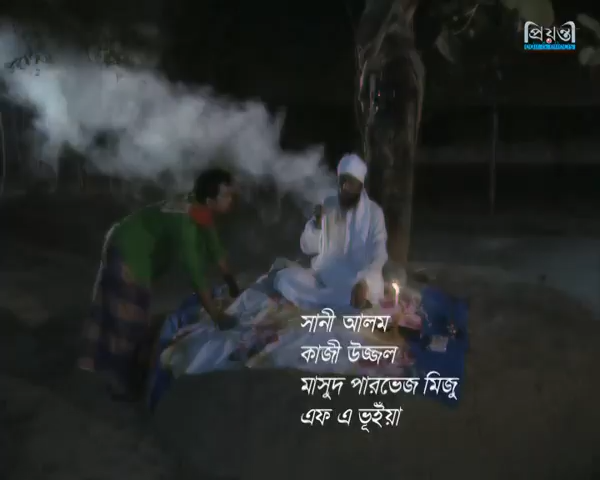 প্রিয়ন্তী
সানী আলম
কাজী উজ্জল
মাসুদ পারভেজ মিজু
এফ এ ভূইঁয়া